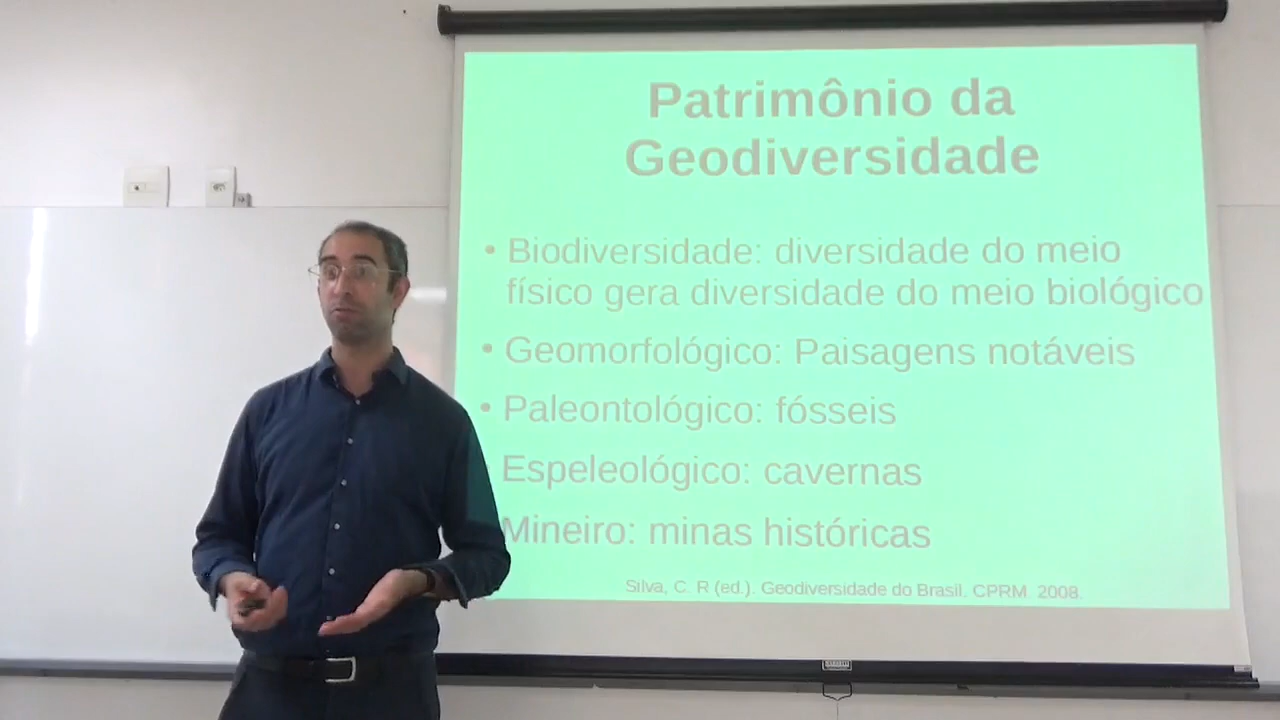 Patrimônio da
Geodiversidade
• Biodiversidade: diversidade do meio
físico gera diversidade do meio biológico
• Geomorfológico: Paisagens notáveis
• Paleontológico: fósseis
Espeleológico: cavernas
Mineiro: minas históricas
Silva, C. R (ed.). Geodiversidade do Brasil. CPRM 2008.